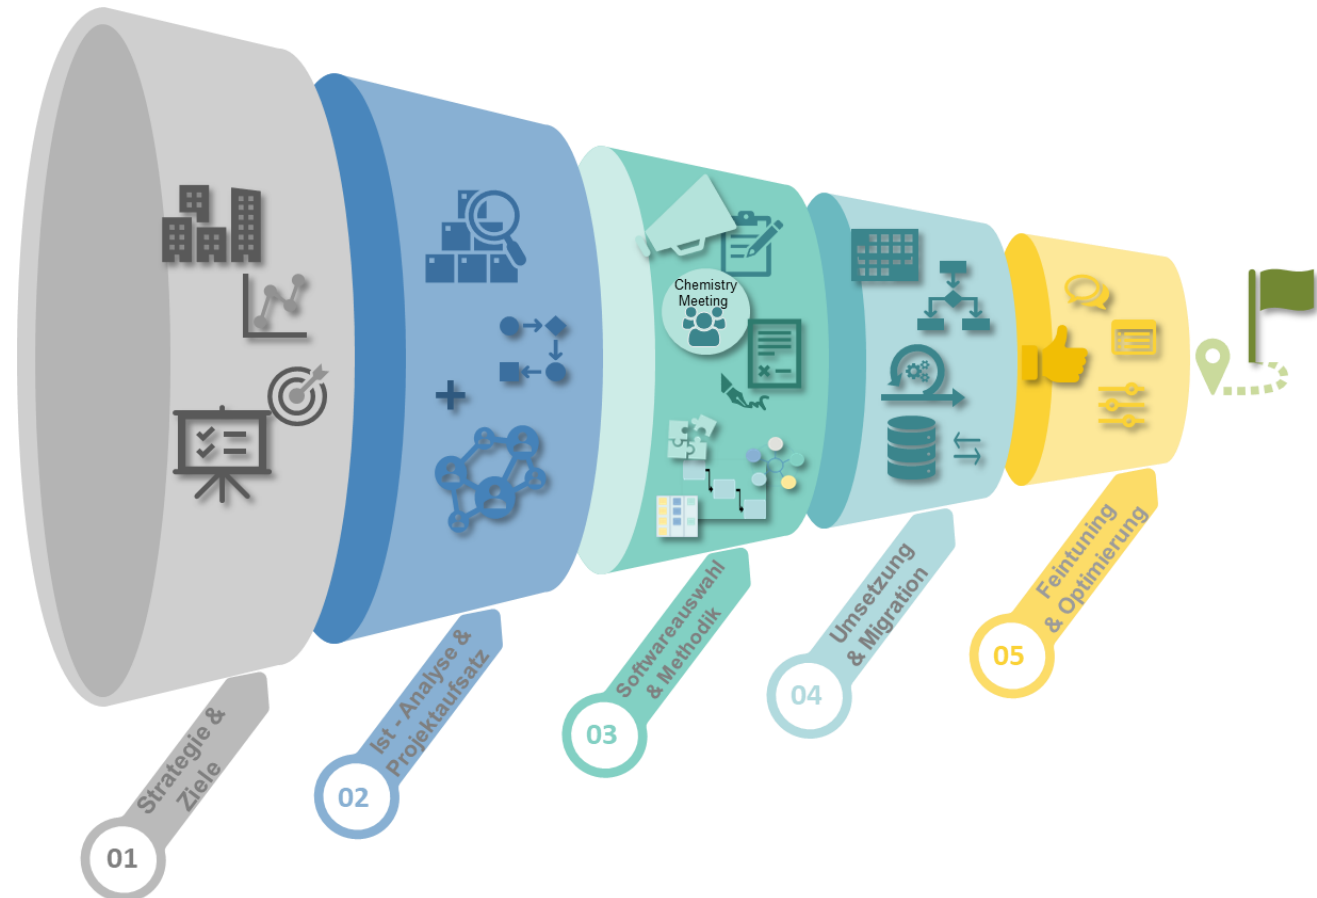 Chemistry
Meeting
Strategie &
Ziele
01
Ist - Analyse &
Projektaufsatz
02
Softwareauswahl
& Methodik
03
Umsetzung
& Migration
04
Feintuning
& Optimierung
05